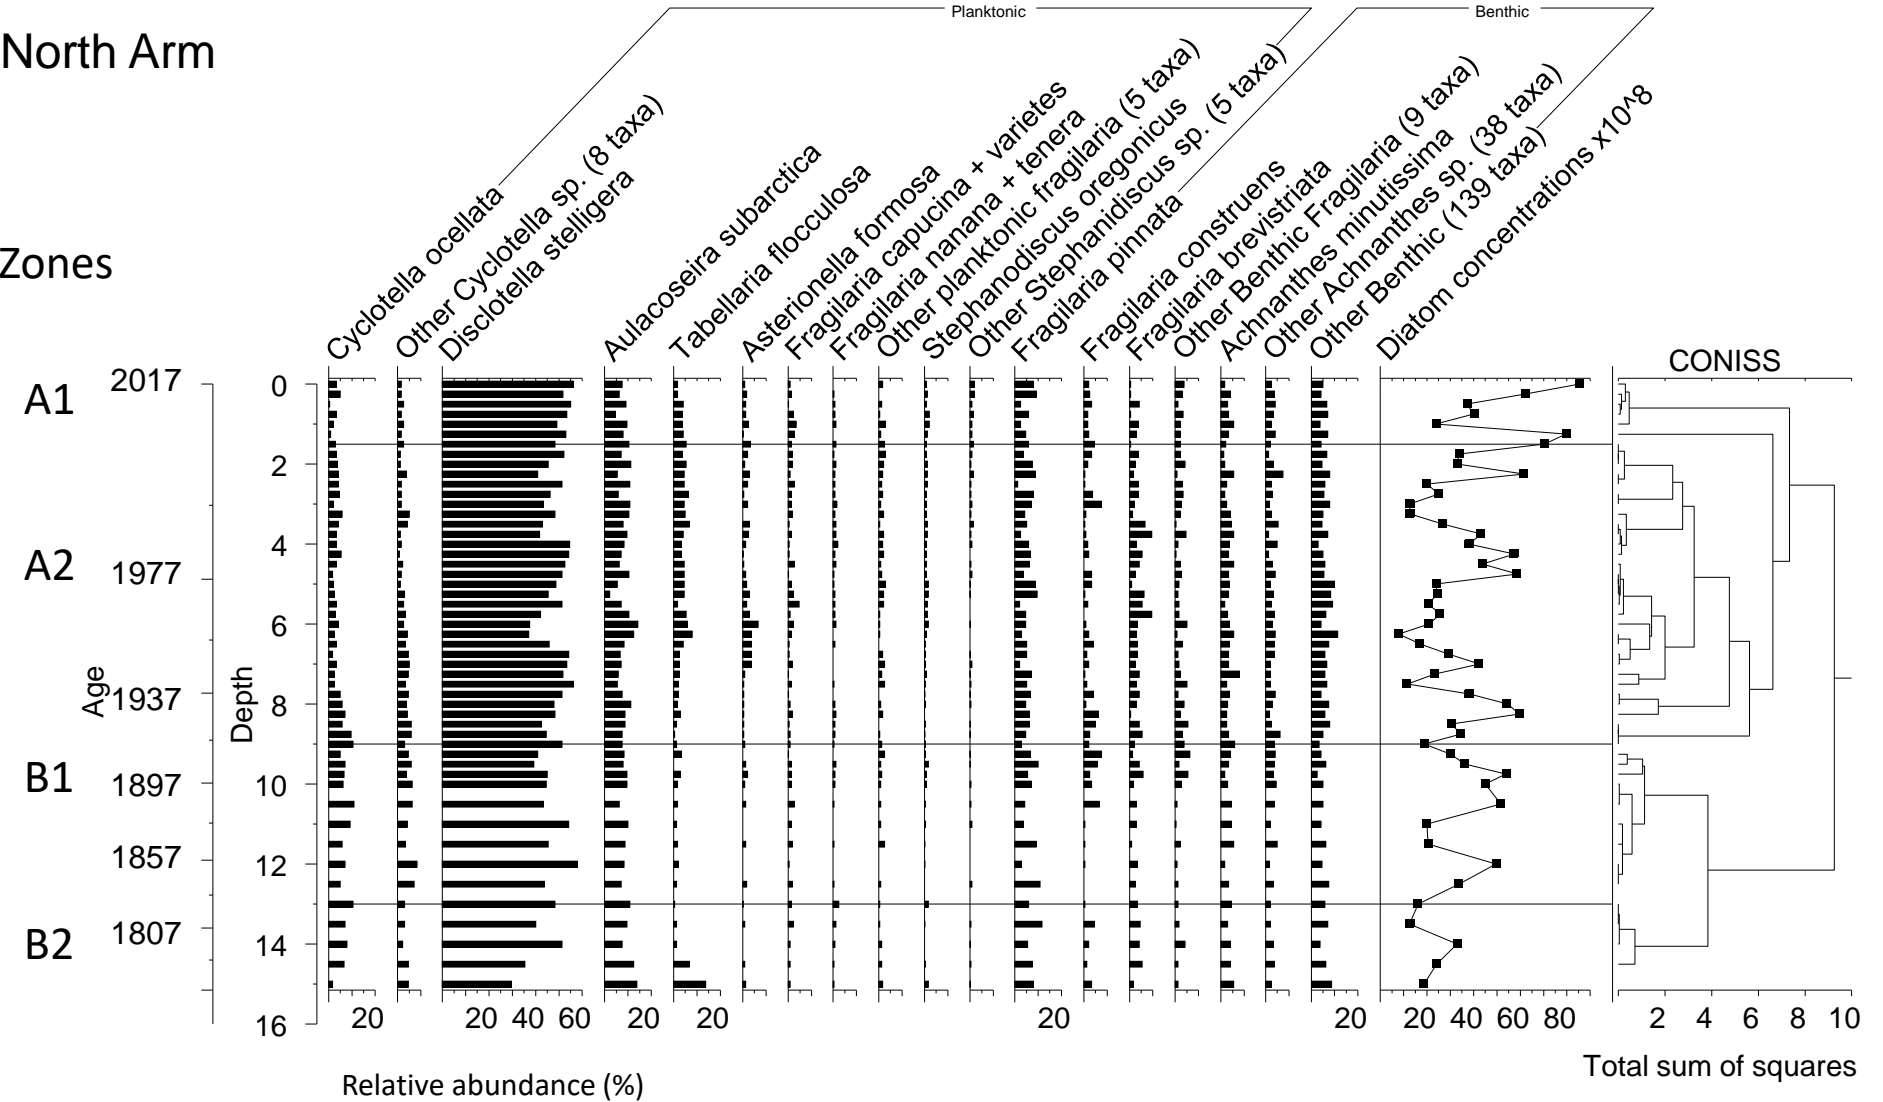 North Arm
Planktonic
Benthic
Zones
Cyclotella ocellata
Other Cyclotella sp. (8 taxa)
Disclotella stelligera
Aulacoseira subarctica
Tabellaria flocculosa
Asterionella formosa
Fragilaria capucina + varietes
Fragilaria nanana + tenera
Other planktonic fragilaria (5 taxa)
Stephanodiscus oregonicus
Other Stephanidiscus sp. (5 taxa)
Fragilaria pinnata
Fragilaria construens
Fragilaria brevistriata
Other Benthic Fragilaria (9 taxa)
Achnanthes minutissima
Other Achnanthes sp. (38 taxa)
Other Benthic (139 taxa)
Diatom concentrations x10^8
CONISS
A1
A2
B1
B2
Age
2017
1977
1937
1897
1857
1807
Depth
0
2
4
6
8
10
12
14
16
20
20 40 60
20
20
20
20
20 40 60 80
2 4 6 8 10
Total sum of squares
Relative abundance (%)